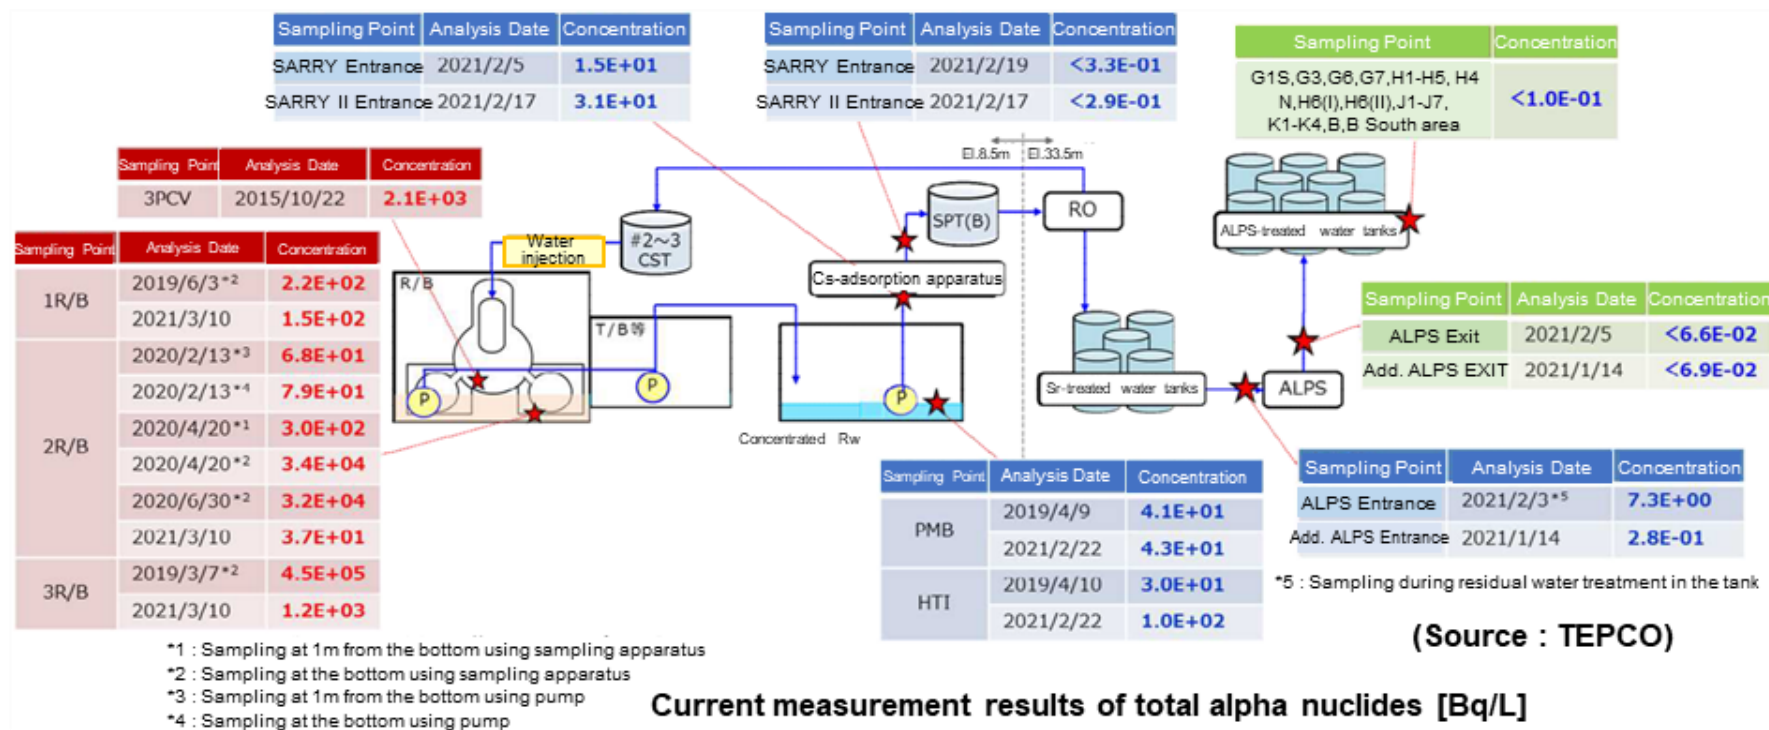 Sampling Point Analysis Date Concentration
SARRY Entrance 2021/2/5 1.5E+01
SARRY II Entrance 2021/2/17 3.1E+01
Sampling Point Analysis Date Concentration
SARRY Entrance 2021/2/19 <3.3E-01
SARRY II Entrance 2021/2/17 <2.9E-01
Sampling Point Concentration
G1S,G3,G6,G7,H1-H5, H4
N,H6(I),H6(II),J1-J7,
K1-K4,B,B South area
<1.0E-01
Sampling Point Analysis Date Concentration
3PCV 2015/10/22 2.1E+03
Sampling Point Analysis Date Concentration
1R/B
2019/6/3*2 2.2E+02
2021/3/10 1.5E+02
2R/B
2020/2/13*3 6.8E+01
2020/2/13*4 7.9E+01
2020/4/20*1 3.0E+02
2020/4/20*2 3.4E+04
2020/6/30*2 3.2E+04
2021/3/10 3.7E+01
3R/B
2019/3/7*2 4.5E+05
2021/3/10 1.2E+03
El.8.5m El.33.5m
Water
injection
#2~3
CST
SPT(B)
RO
ALPS-treated water tanks
R/B
Cs-adsorption apparatus
T/B等
P
P
P
Concentrated Rw
Sr-treated water tanks
ALPS
Sampling Point Analysis Date Concentration
ALPS Exit 2021/2/5 <6.6E-02
Add. ALPS EXIT 2021/1/14 <6.9E-02
Sampling Point Analysis Date Concentration
PMB
2019/4/9 4.1E+01
2021/2/22 4.3E+01
HTI
2019/4/10 3.0E+01
2021/2/22 1.0E+02
Sampling Point Analysis Date Concentration
ALPS Entrance 2021/2/3*5 7.3E+00
Add. ALPS Entrance 2021/1/14 2.8E-01
*5 : Sampling during residual water treatment in the tank
(Source : TEPCO)
*1 : Sampling at 1m from the bottom using sampling apparatus
*2 : Sampling at the bottom using sampling apparatus
*3 : Sampling at 1m from the bottom using pump
*4 : Sampling at the bottom using pump
Current measurement results of total alpha nuclides [Bq/L]